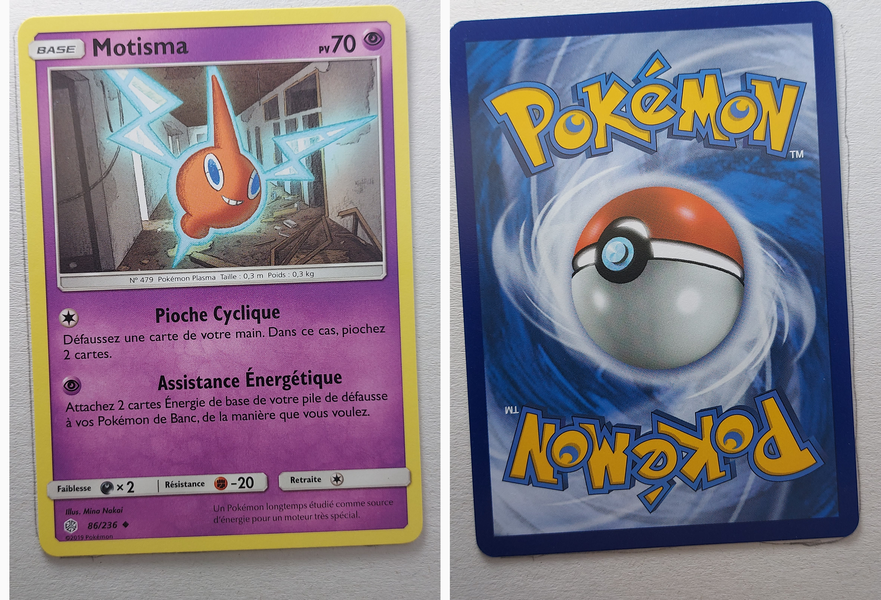 BASE Motisma PV70
N° 479 Pokémon Plasma Taille : 0,3 m Poids : 0,3 kg
Pioche Cyclique
Défaussez une carte de votre main. Dans ce cas, piochez
2 cartes.
Assistance Énergétique
Attachez 2 cartes Énergie de base de votre pile de défausse
à vos Pokémon de Banc, de la manière que vous voulez.
Faiblesse ×2 Résistance -20 Retraite
Illus. Mina Nakai
86/236
©2019 Pokémon
Un Pokémon longtemps étudié comme source
d'énergie pour un moteur très spécial.
POKéMON
TM
TM
POKéMON